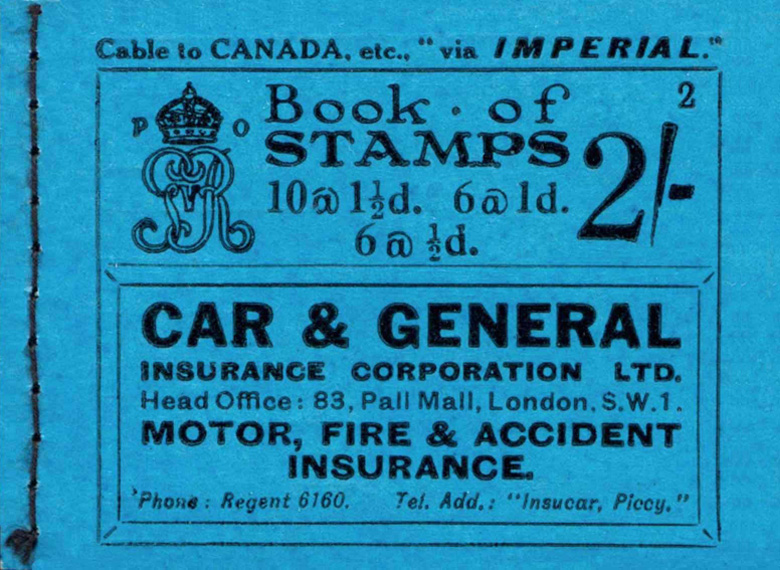 Cable to CANADA, etc., "via IMPERIAL."
2
P O
Book · of
STAMPS
2/-
10@1½d. 6@1d.
6@½d.
CAR & GENERAL
INSURANCE CORPORATION LTD.
Head Office: 83, Pall Mall, London, S.W.1.
MOTOR, FIRE & ACCIDENT
INSURANCE.
'Phone: Regent 6160. Tel. Add.: "Insucar, Piccy."